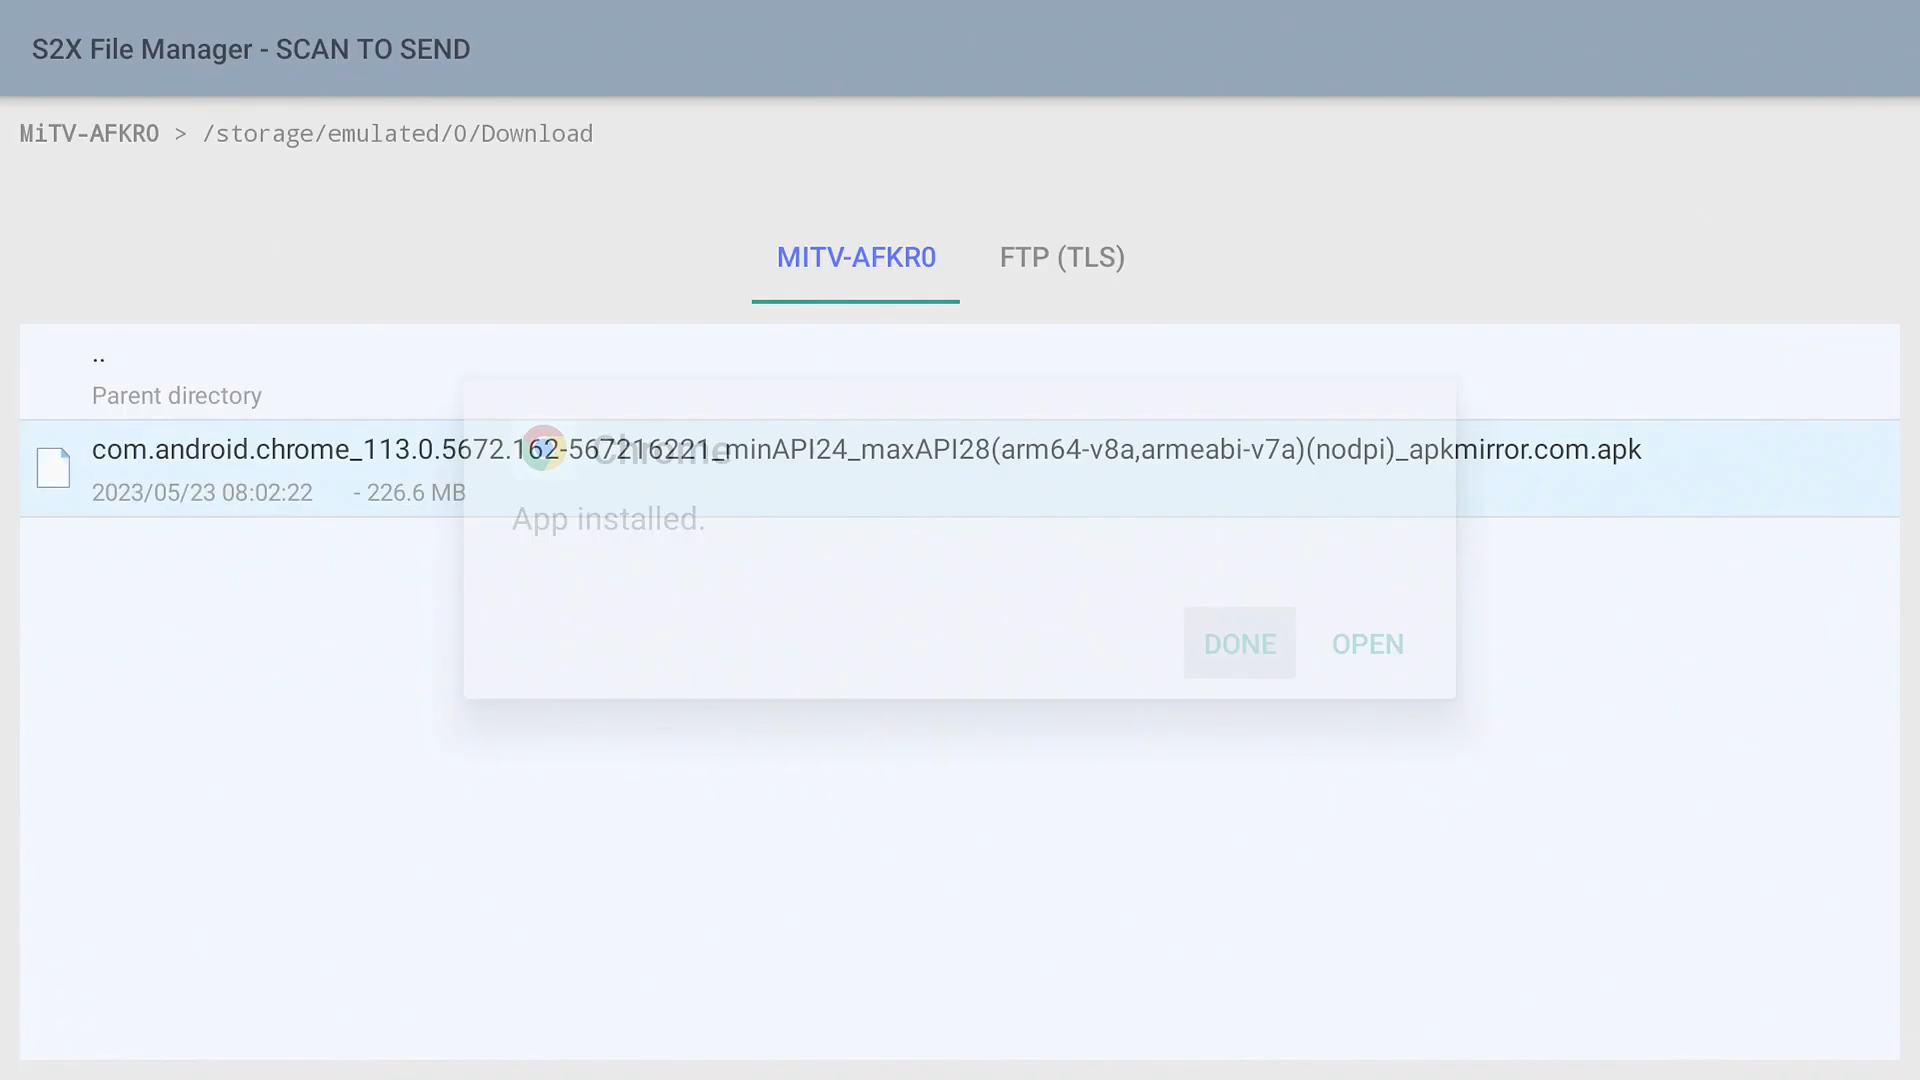 S2X File Manager - SCAN TO SEND
MiTV-AFKR0 > /storage/emulated/0/Download
MITV-AFKR0 FTP (TLS)
..
Parent directory
com.android.chrome_113.0.5672.162-567216221_minAPI24_maxAPI28(arm64-v8a,armeabi-v7a)(nodpi)_apkmirror.com.apk
2023/05/23 08:02:22 - 226.6 MB
Chrome
App installed.
DONE OPEN